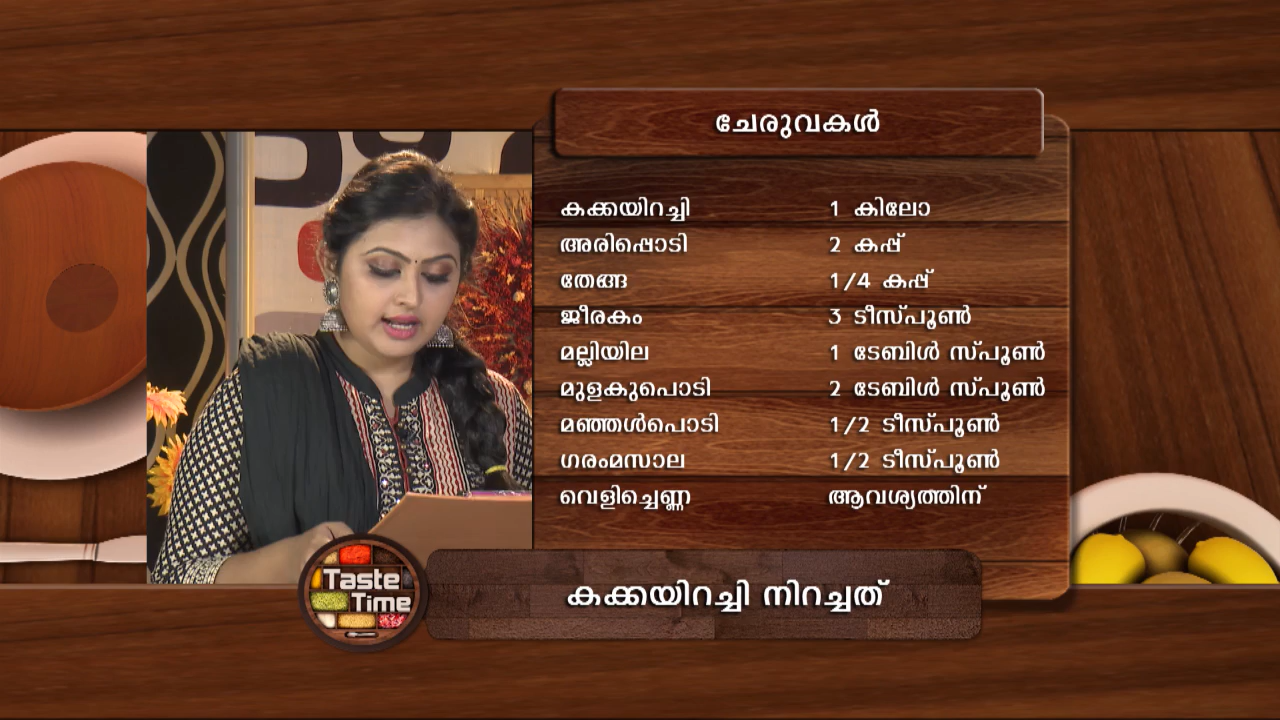 ചേരുവകൾ
കക്കയിറച്ചി 1 കിലോ
അരിപ്പൊടി 2 കപ്പ്
തേങ്ങ 1/4 കപ്പ്
ജീരകം 3 ടീസ്പൂൺ
മല്ലിയില 1 ടേബിൾ സ്പൂൺ
മുളകുപൊടി 2 ടേബിൾ സ്പൂൺ
മഞ്ഞൾപൊടി 1/2 ടീസ്പൂൺ
ഗരംമസാല 1/2 ടീസ്പൂൺ
വെളിച്ചെണ്ണ ആവശ്യത്തിന്
Taste
Time
കക്കയിറച്ചി നിറച്ചത്